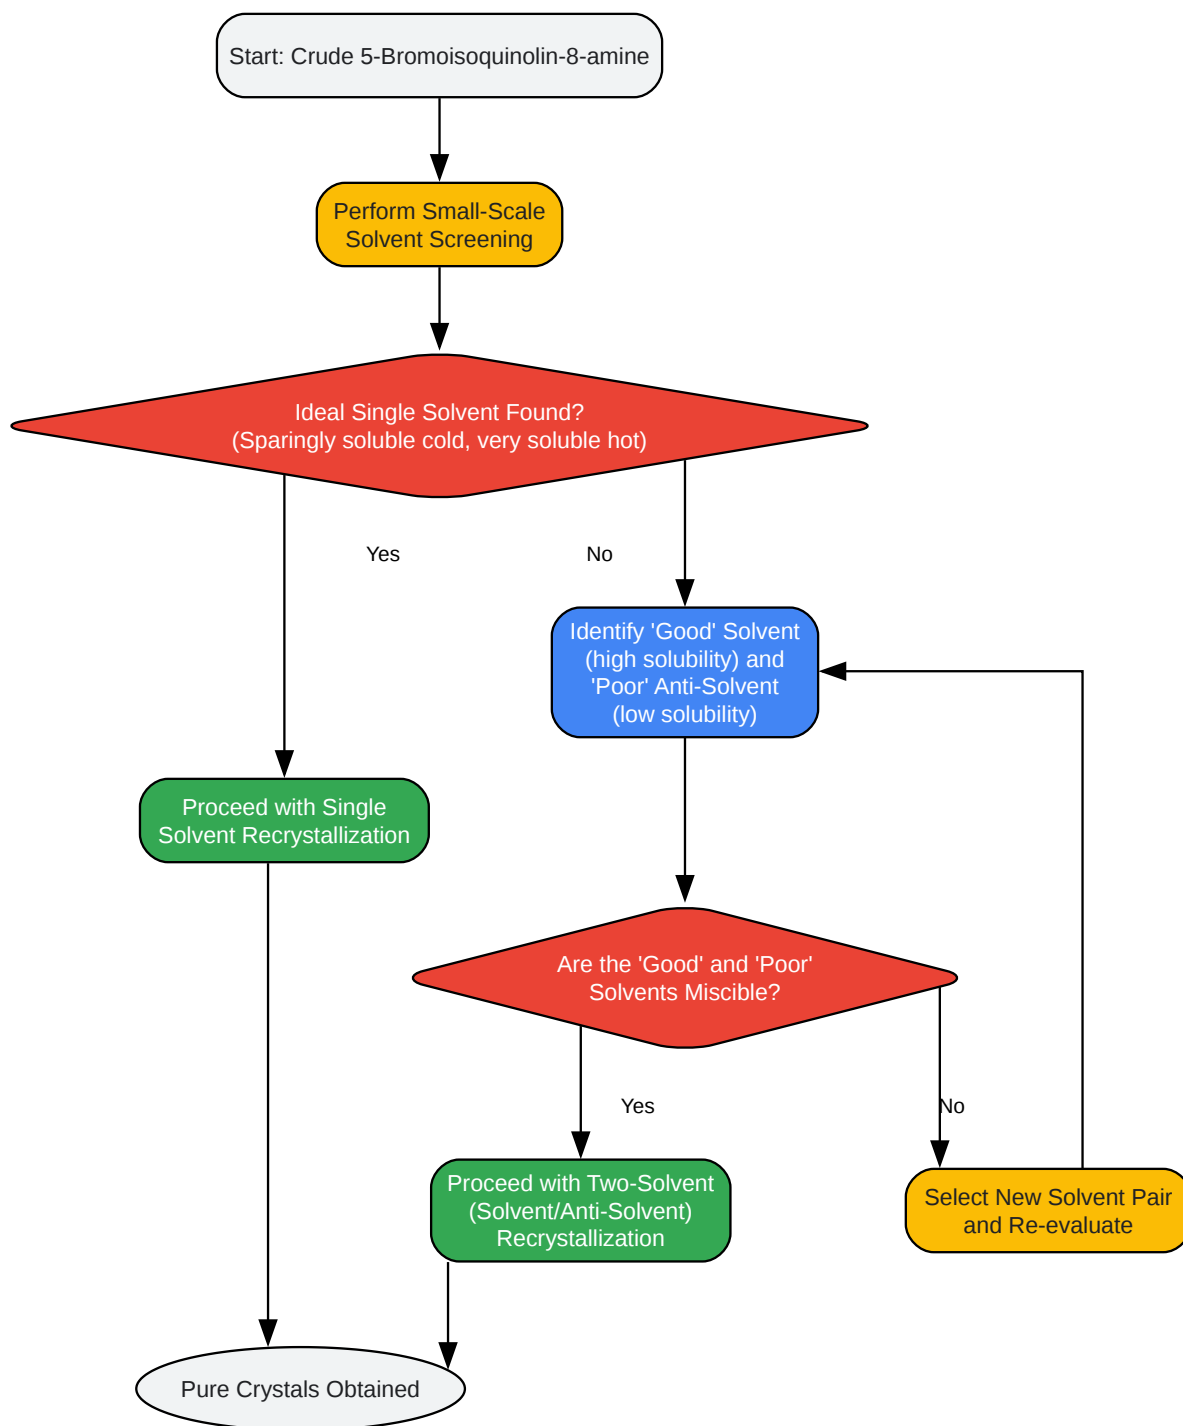 Start: Crude 5-Bromoisoquinolin-8-amine
Perform Small-Scale
Solvent Screening
Ideal Single Solvent Found?
(Sparingly soluble cold, very soluble hot)
Yes
No
Identify 'Good' Solvent
(high solubility) and
'Poor' Anti-Solvent
(low solubility)
Proceed with Single
Solvent Recrystallization
Are the 'Good' and 'Poor'
Solvents Miscible?
Yes
No
Proceed with Two-Solvent
(Solvent/Anti-Solvent)
Recrystallization
Select New Solvent Pair
and Re-evaluate
Pure Crystals Obtained